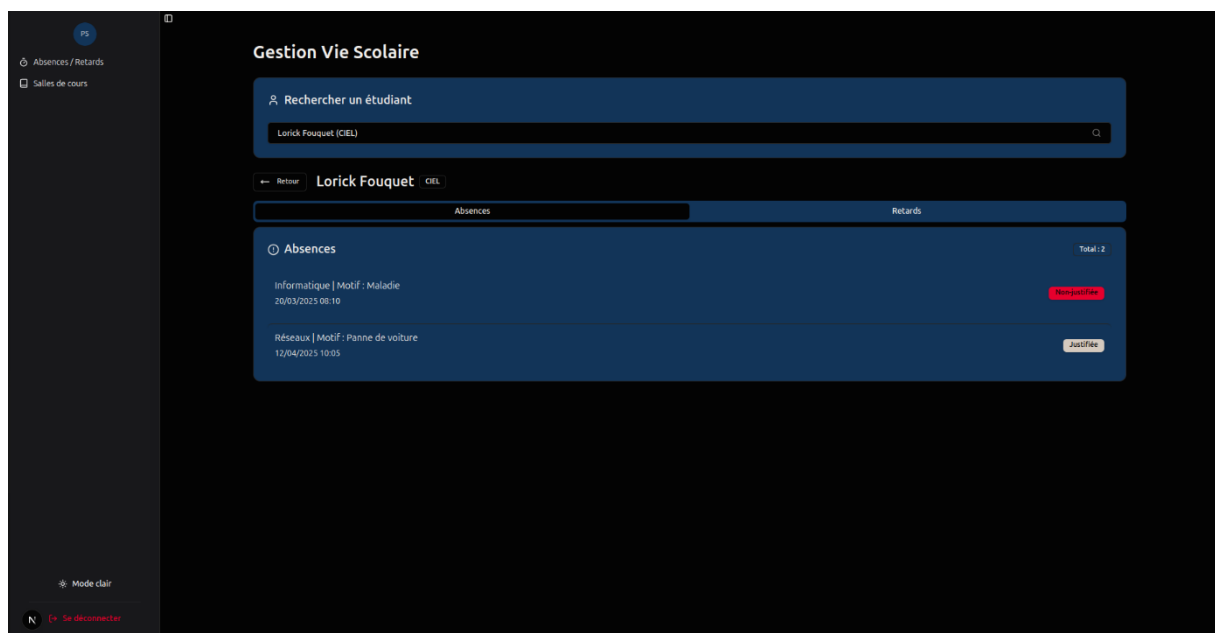 PS
Absences / Retards
Salles de cours
Gestion Vie Scolaire
Rechercher un étudiant
Lorick Fouquet (CIEL)
← Retour Lorick Fouquet CIEL
Absences Retards
Absences Total : 2
Informatique | Motif : Maladie
20/03/2025 08:10 Non-justifiée
Réseaux | Motif : Panne de voiture
12/04/2025 10:05 Justifiée
Mode clair
N Se déconnecter